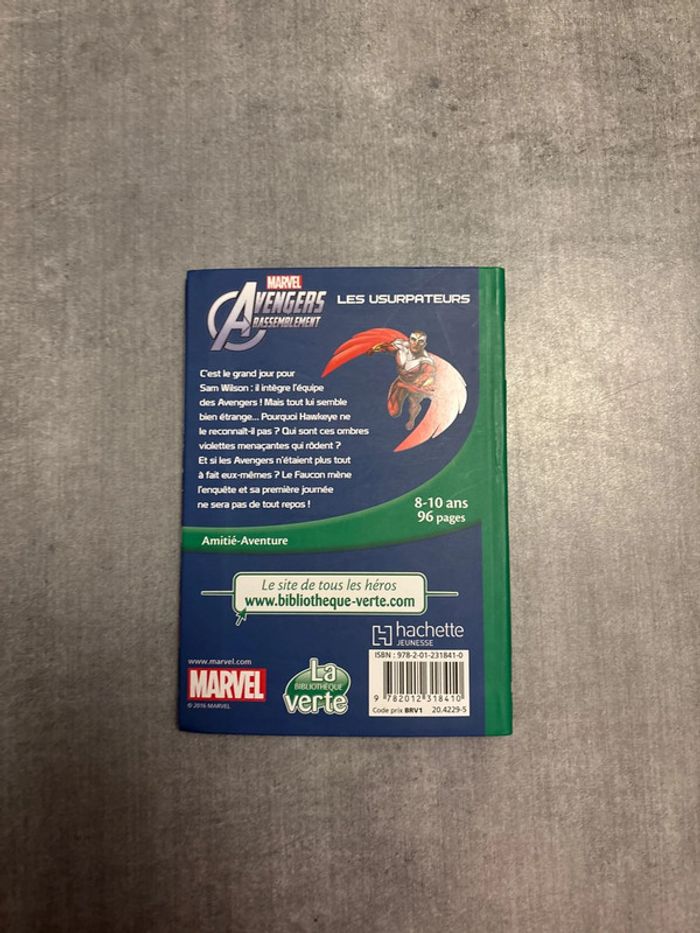 MARVEL
AVENGERS
RASSEMBLEMENT
LES USURPATEURS
C'est le grand jour pour
Sam Wilson : il intègre l'équipe
des Avengers ! Mais tout lui semble
bien étrange... Pourquoi Hawkeye ne
le reconnaît-il pas ? Qui sont ces ombres
violettes menaçantes qui rôdent ?
Et si les Avengers n'étaient plus tout
à fait eux-mêmes ? Le Faucon mène
l'enquête et sa première journée
ne sera pas de tout repos !
8-10 ans
96 pages
Amitié-Aventure
Le site de tous les héros
www.bibliotheque-verte.com
hachette
JEUNESSE
www.marvel.com
MARVEL
© 2016 MARVEL
La
BIBLIOTHÈQUE
verte
ISBN : 978-2-01-231841-0
9 782012 318410
Code prix BRV1 20.4229-5